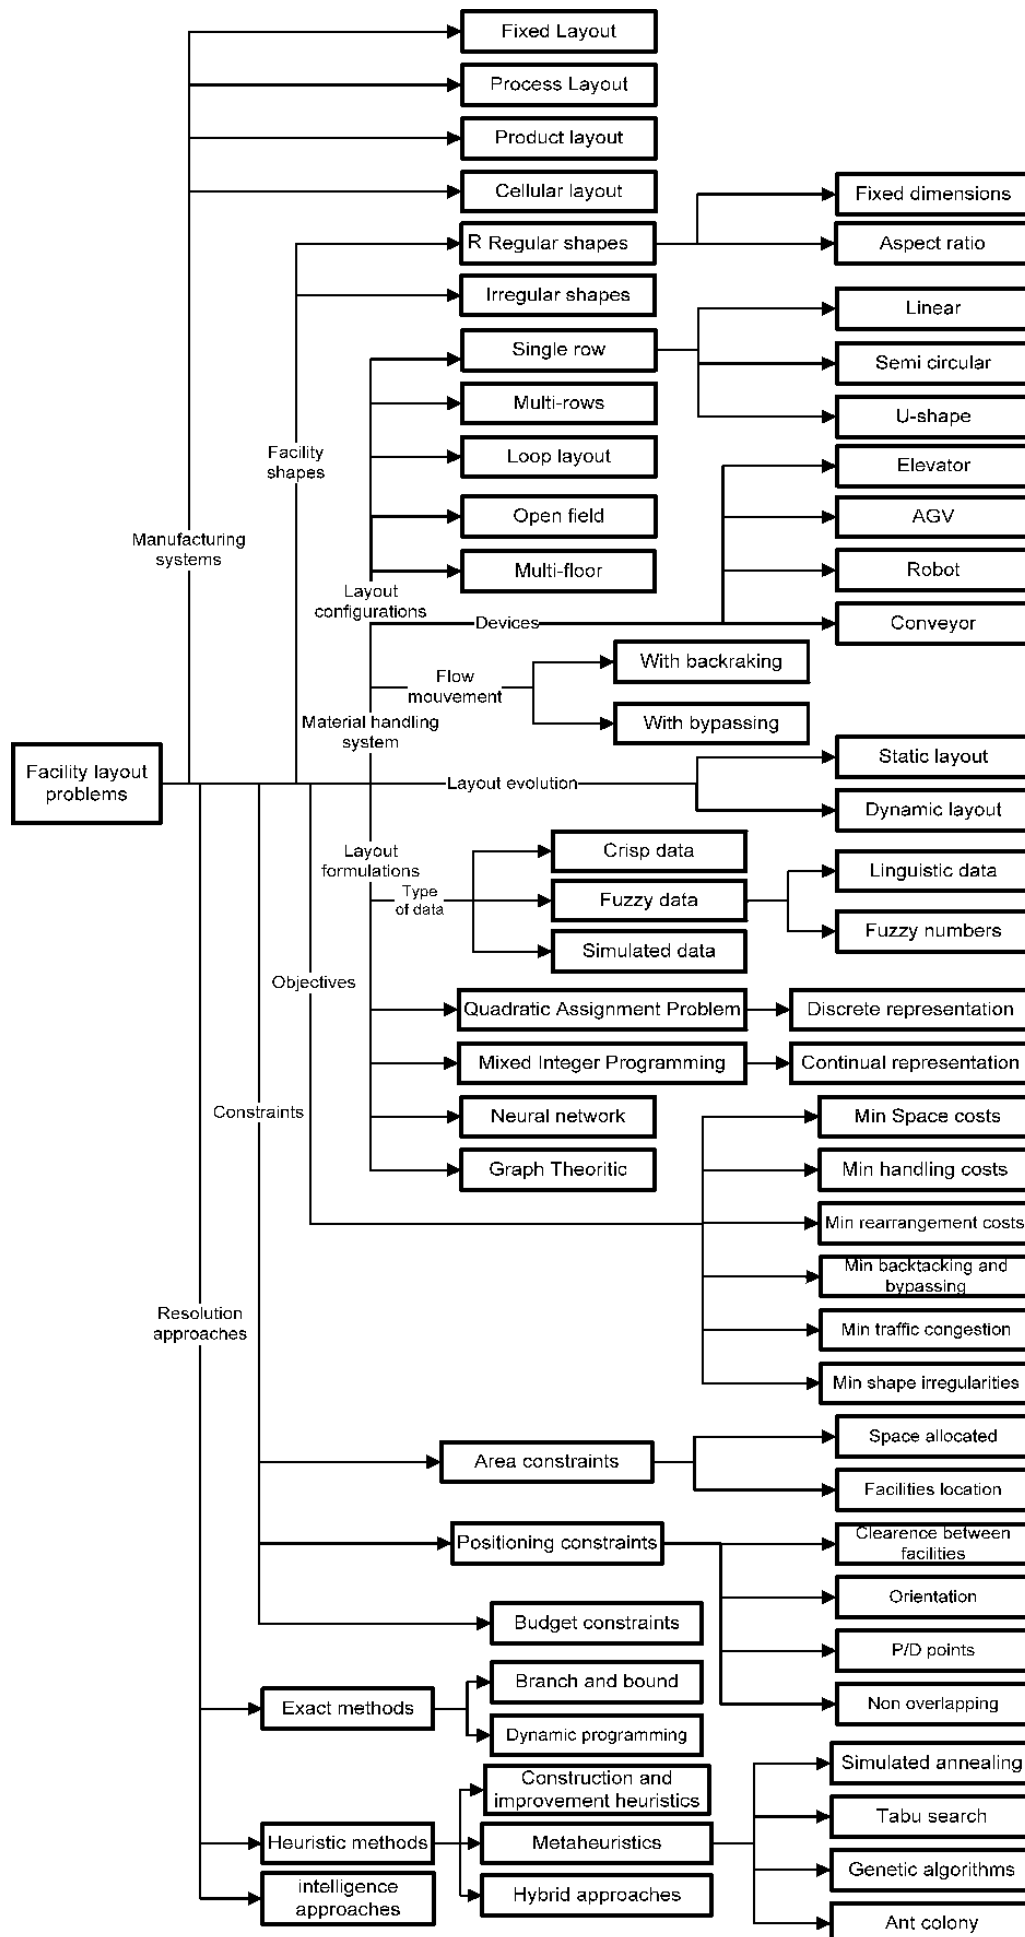 Fixed Layout
Process Layout
Product layout
Cellular layout
Fixed dimensions
R Regular shapes
Aspect ratio
Irregular shapes
Linear
Single row
Semi circular
Multi-rows
U-shape
Facility
shapes
Loop layout
Elevator
Open field
AGV
Manufacturing
systems
Multi-floor
Robot
Layout
configurations
Devices
Conveyor
With backraking
Flow
mouvement
With bypassing
Material handling
system
Facility layout
problems
Static layout
Layout evolution
Dynamic layout
Layout
formulations
Crisp data
Linguistic data
Type
of data
Fuzzy data
Fuzzy numbers
Simulated data
Objectives
Quadratic Assignment Problem
Discrete representation
Mixed Integer Programming
Continual representation
Constraints
Neural network
Min Space costs
Graph Theoritic
Min handling costs
Min rearrangement costs
Min backtacking and
bypassing
Resolution
approaches
Min traffic congestion
Min shape irregularities
Space allocated
Area constraints
Facilities location
Positioning constraints
Clearence between
facilities
Orientation
Budget constraints
P/D points
Branch and bound
Exact methods
Non overlapping
Dynamic programming
Simulated annealing
Construction and
improvement heuristics
Tabu search
Heuristic methods
Metaheuristics
Genetic algorithms
intelligence
approaches
Hybrid approaches
Ant colony